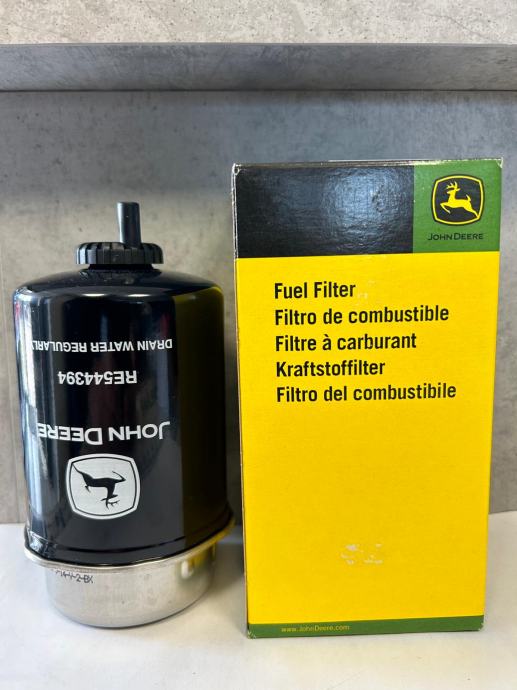 DRAIN WATER REGULARLY
RE544394
JOHN DEERE
JOHN DEERE
Fuel Filter
Filtro de combustible
Filtre à carburant
Kraftstoffilter
Filtro del combustibile
www.JohnDeere.com